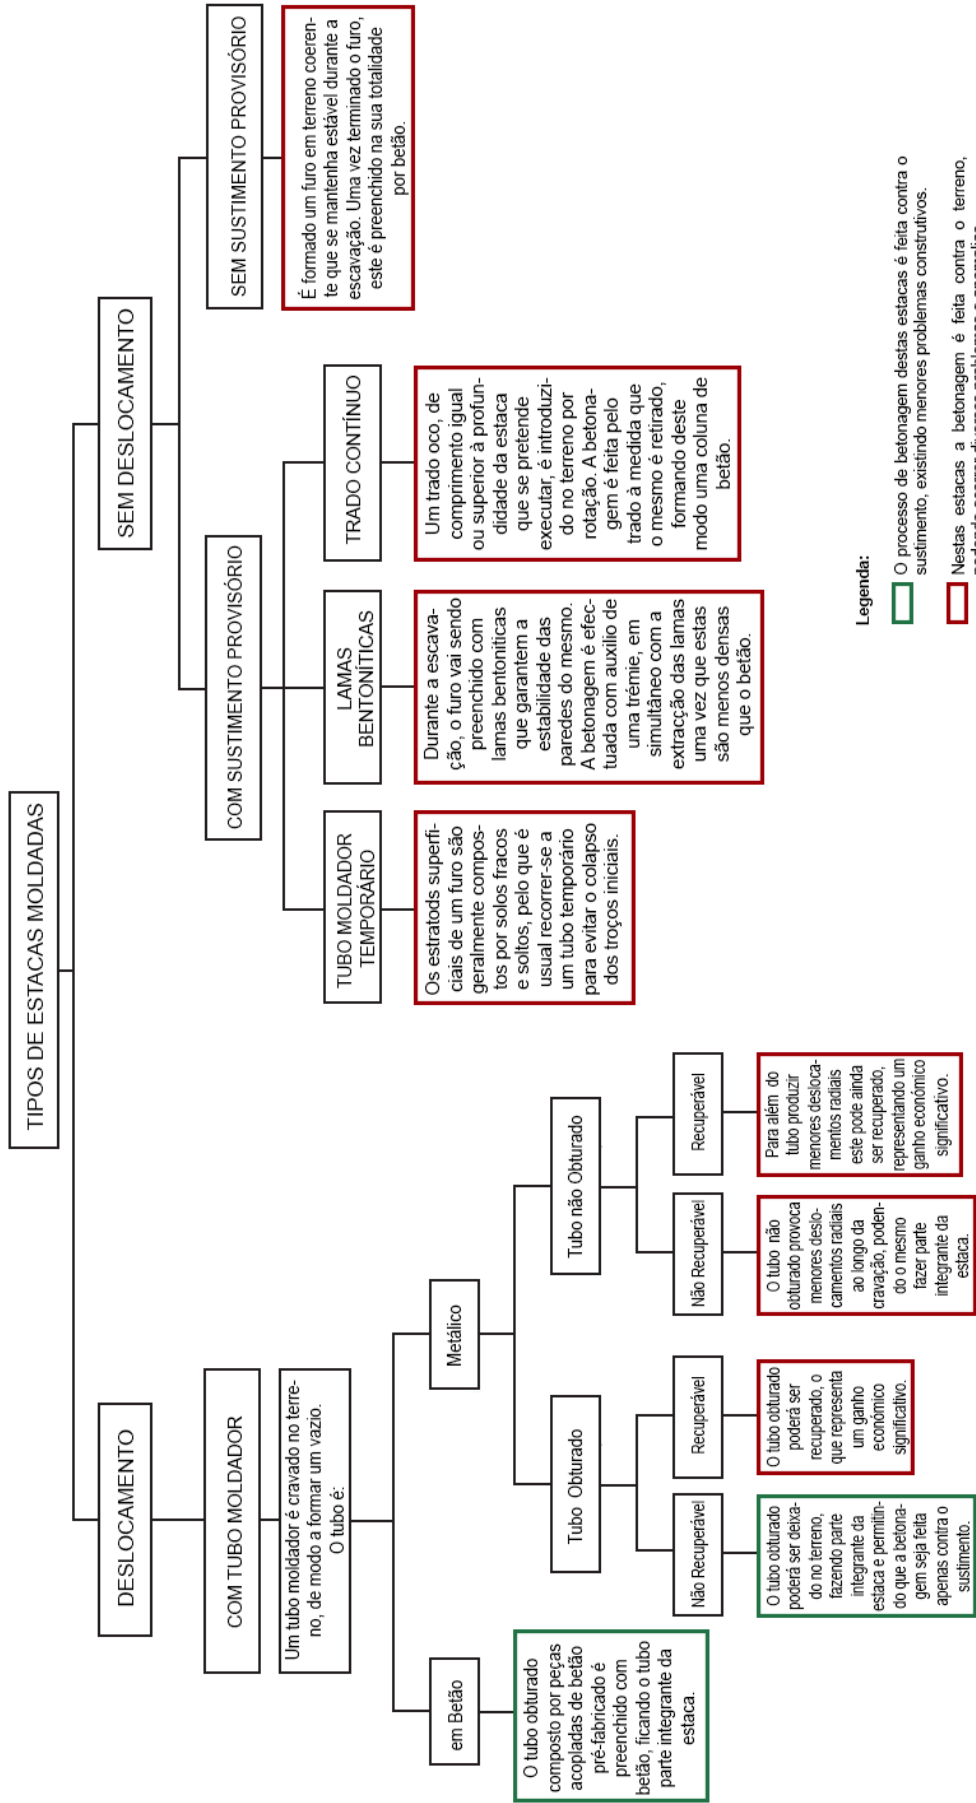 TIPOS DE ESTACAS MOLDADAS
DESLOCAMENTO
COM TUBO MOLDADOR
Um tubo moldador é cravado no terre-
no, de modo a formar um vazio.
O tubo é:
em Betão
O tubo obturado
composto por peças
acopladas de betão
pré-fabricado é
preenchido com
betão, ficando o tubo
parte integrante da
estaca.
Metálico
Tubo Obturado
Não Recuperável
O tubo obturado
poderá ser deixa-
do no terreno,
fazendo parte
integrante da
estaca e permitin-
do que a betona-
gem seja feita
apenas contra o
sustimento.
Recuperável
O tubo obturado
poderá ser
recuperado, o
que representa
um ganho
económico
significativo.
Tubo não Obturado
Não Recuperável
O tubo não
obturado provoca
menores deslo-
camentos radiais
ao longo da
cravação, poden-
do o mesmo
fazer parte
integrante da
estaca.
Recuperável
Para além do
tubo produzir
menores desloca-
mentos radiais
este pode ainda
ser recuperado,
representando um
ganho económico
significativo.
SEM DESLOCAMENTO
COM SUSTIMENTO PROVISÓRIO
TUBO MOLDADOR
TEMPORÁRIO
Os estratods superfi-
ciais de um furo são
geralmente compos-
tos por solos fracos
e soltos, pelo que é
usual recorrer-se a
um tubo temporário
para evitar o colapso
dos troços iniciais.
LAMAS
BENTONÍTICAS
Durante a escava-
ção, o furo vai sendo
preenchido com
lamas bentoniticas
que garantem a
estabilidade das
paredes do mesmo.
A betonagem é efec-
tuada com auxilio de
uma trémie, em
simultâneo com a
extracção das lamas
uma vez que estas
são menos densas
que o betão.
TRADO CONTÍNUO
Um trado oco, de
comprimento igual
ou superior à profun-
didade da estaca
que se pretende
executar, é introduzi-
do no terreno por
rotação. A betona-
gem é feita pelo
trado à medida que
o mesmo é retirado,
formando deste
modo uma coluna de
betão.
SEM SUSTIMENTO PROVISÓRIO
É formado um furo em terreno coeren-
te que se mantenha estável durante a
escavação. Uma vez terminado o furo,
este é preenchido na sua totalidade
por betão.
Legenda:
O processo de betonagem destas estacas é feita contra o
sustimento, existindo menores problemas construtivos.
Nestas estacas a betonagem é feita contra o terreno,